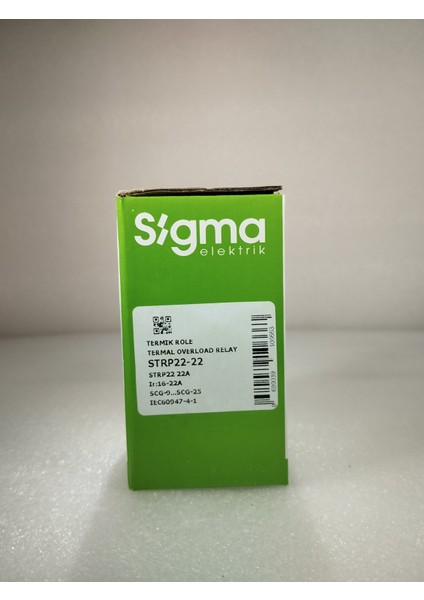 Sigma
elektrik
TERMIK ROLE
TERMAL OVERLOAD RELAY
STRP22-22
STRP22 22A
Ir:16-22A
SCG-9...SCG-25
IEC60947-4-1